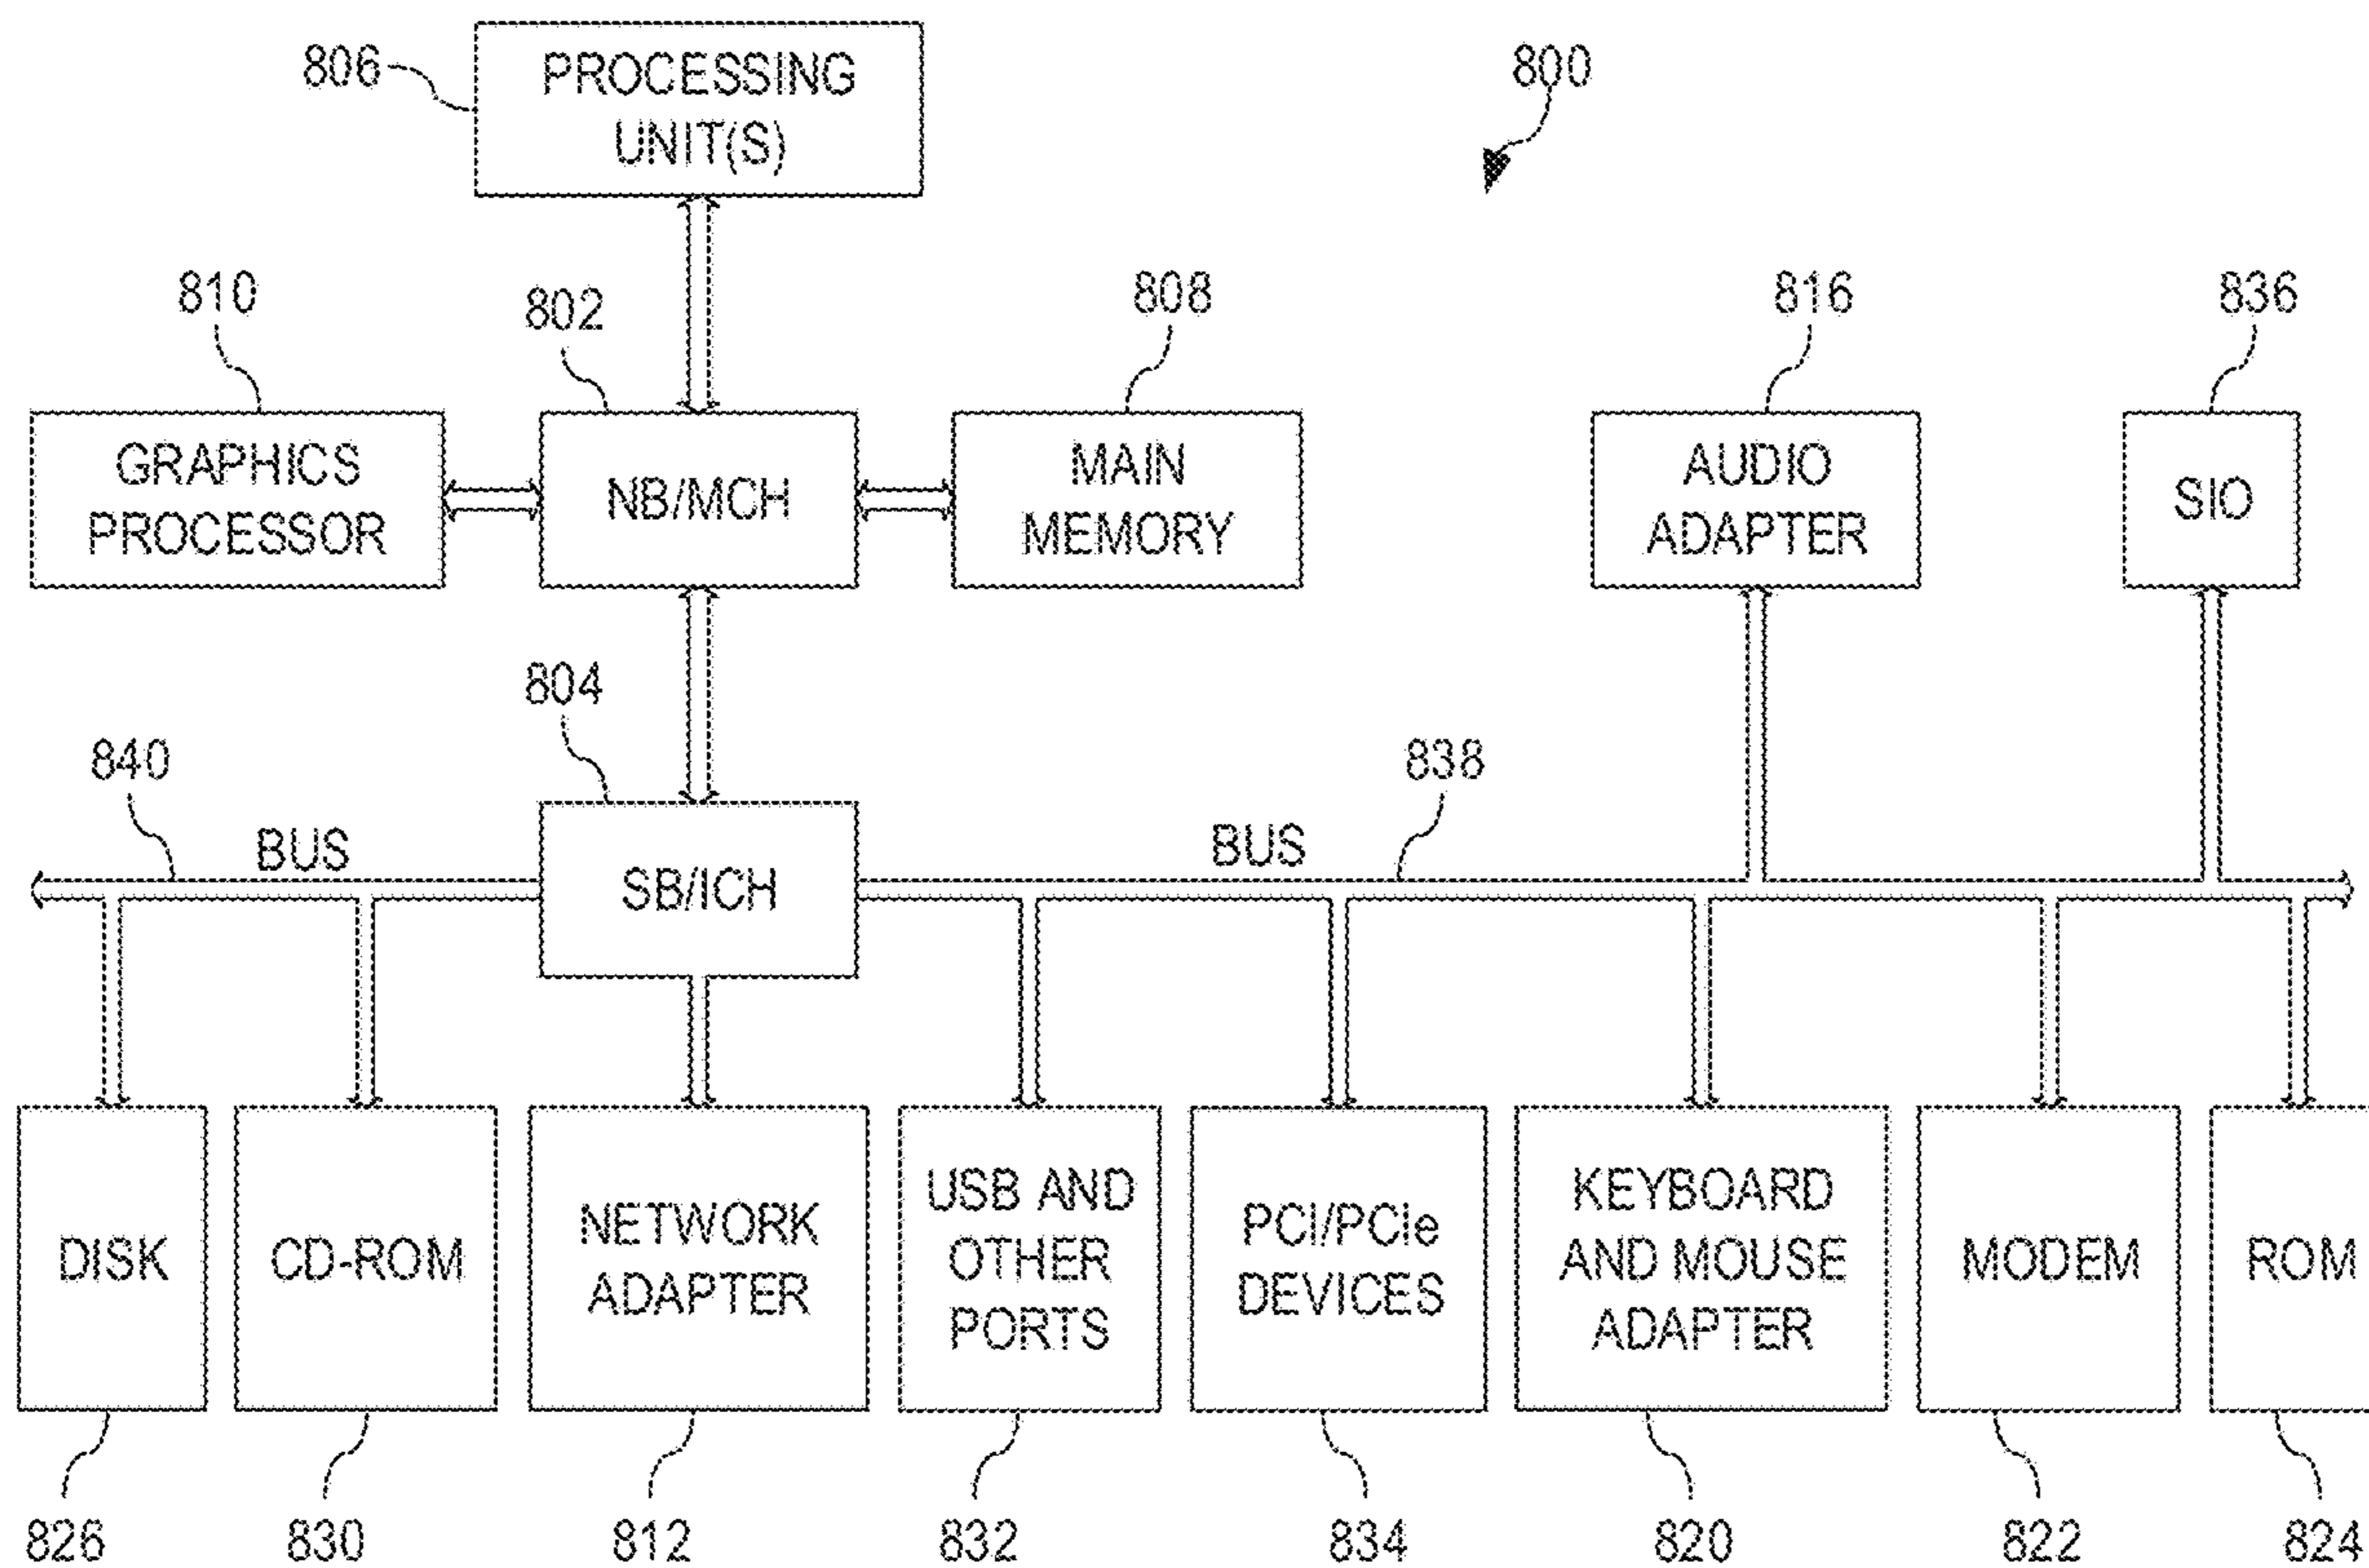 806
PROCESSING
UNIT(S)
800
810
802
808
816
836
GRAPHICS
PROCESSOR
NB/MCH
MAIN
MEMORY
AUDIO
ADAPTER
SIO
804
840
838
BUS
SB/ICH
BUS
DISK
CD-ROM
NETWORK
ADAPTER
USB AND
OTHER
PORTS
PCI/PCIe
DEVICES
KEYBOARD
AND MOUSE
ADAPTER
MODEM
ROM
826
830
812
832
834
820
822
824